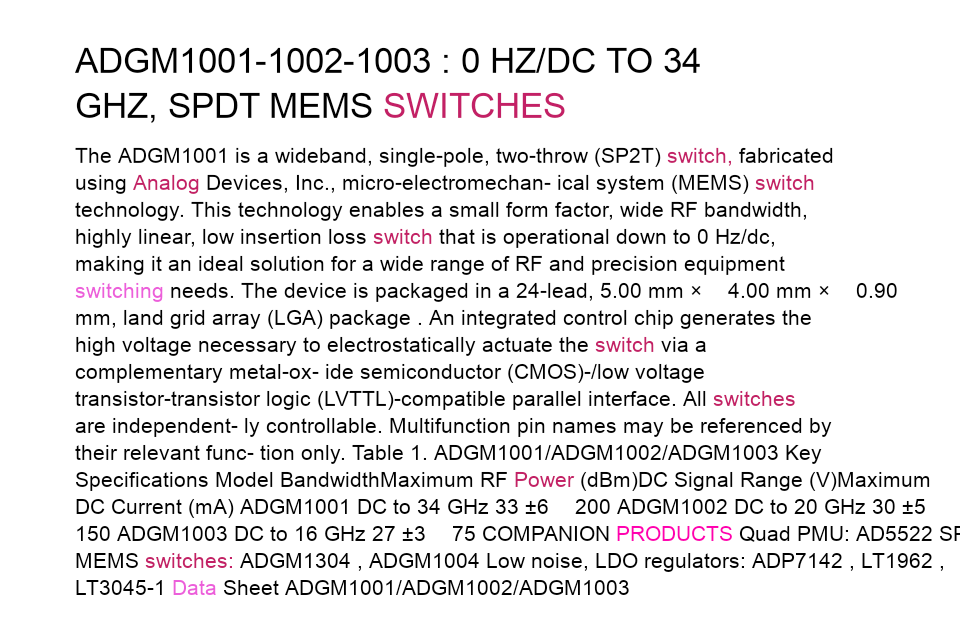 ADGM1001-1002-1003 : 0 HZ/DC TO 34
GHZ, SPDT MEMS SWITCHES
The ADGM1001 is a wideband, single-pole, two-throw (SP2T) switch, fabricated
using Analog Devices, Inc., micro-electromechan- ical system (MEMS) switch
technology. This technology enables a small form factor, wide RF bandwidth,
highly linear, low insertion loss switch that is operational down to 0 Hz/dc,
making it an ideal solution for a wide range of RF and precision equipment
switching needs. The device is packaged in a 24-lead, 5.00 mm × 4.00 mm × 0.90
mm, land grid array (LGA) package . An integrated control chip generates the
high voltage necessary to electrostatically actuate the switch via a
complementary metal-ox- ide semiconductor (CMOS)-/low voltage
transistor-transistor logic (LVTTL)-compatible parallel interface. All switches
are independent- ly controllable. Multifunction pin names may be referenced by
their relevant func- tion only. Table 1. ADGM1001/ADGM1002/ADGM1003 Key
Specifications Model BandwidthMaximum RF Power (dBm)DC Signal Range (V)Maximum
DC Current (mA) ADGM1001 DC to 34 GHz 33 ±6 200 ADGM1002 DC to 20 GHz 30 ±5
150 ADGM1003 DC to 16 GHz 27 ±3 75 COMPANION PRODUCTS Quad PMU: AD5522
MEMS switches: ADGM1304 , ADGM1004 Low noise, LDO regulators: ADP7142 , LT1962 ,
LT3045-1 Data Sheet ADGM1001/ADGM1002/ADGM1003